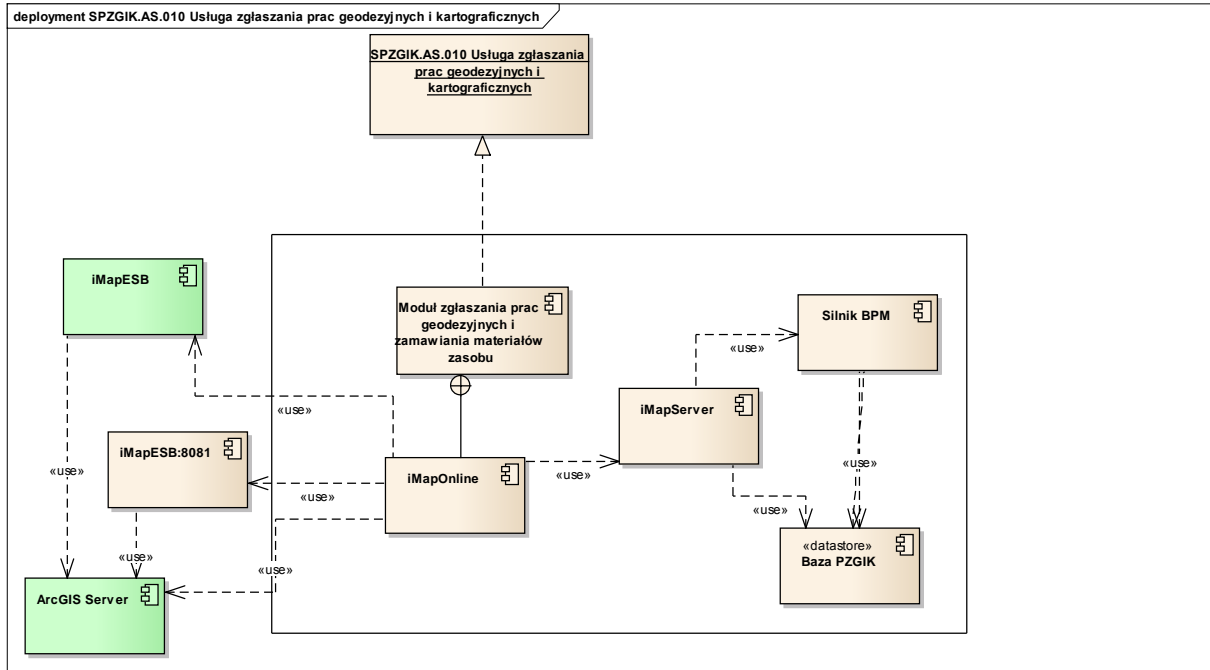 deployment SPZGIK.AS.010 Usługa zgłaszania prac geodezyjnych i kartograficznych
SPZGIK.AS.010 Usługa zgłaszania
prac geodezyjnych i
kartograficznych
iMapESB
Moduł zgłaszania prac
geodezyjnych i
zamawiania materiałów
zasobu
Silnik BPM
«use»
iMapServer
«use»
iMapESB:8081
iMapOnline
«use»
«use»
«use»
«use»
«use»
«use»
«datastore»
Baza PZGIK
«use»
ArcGIS Server